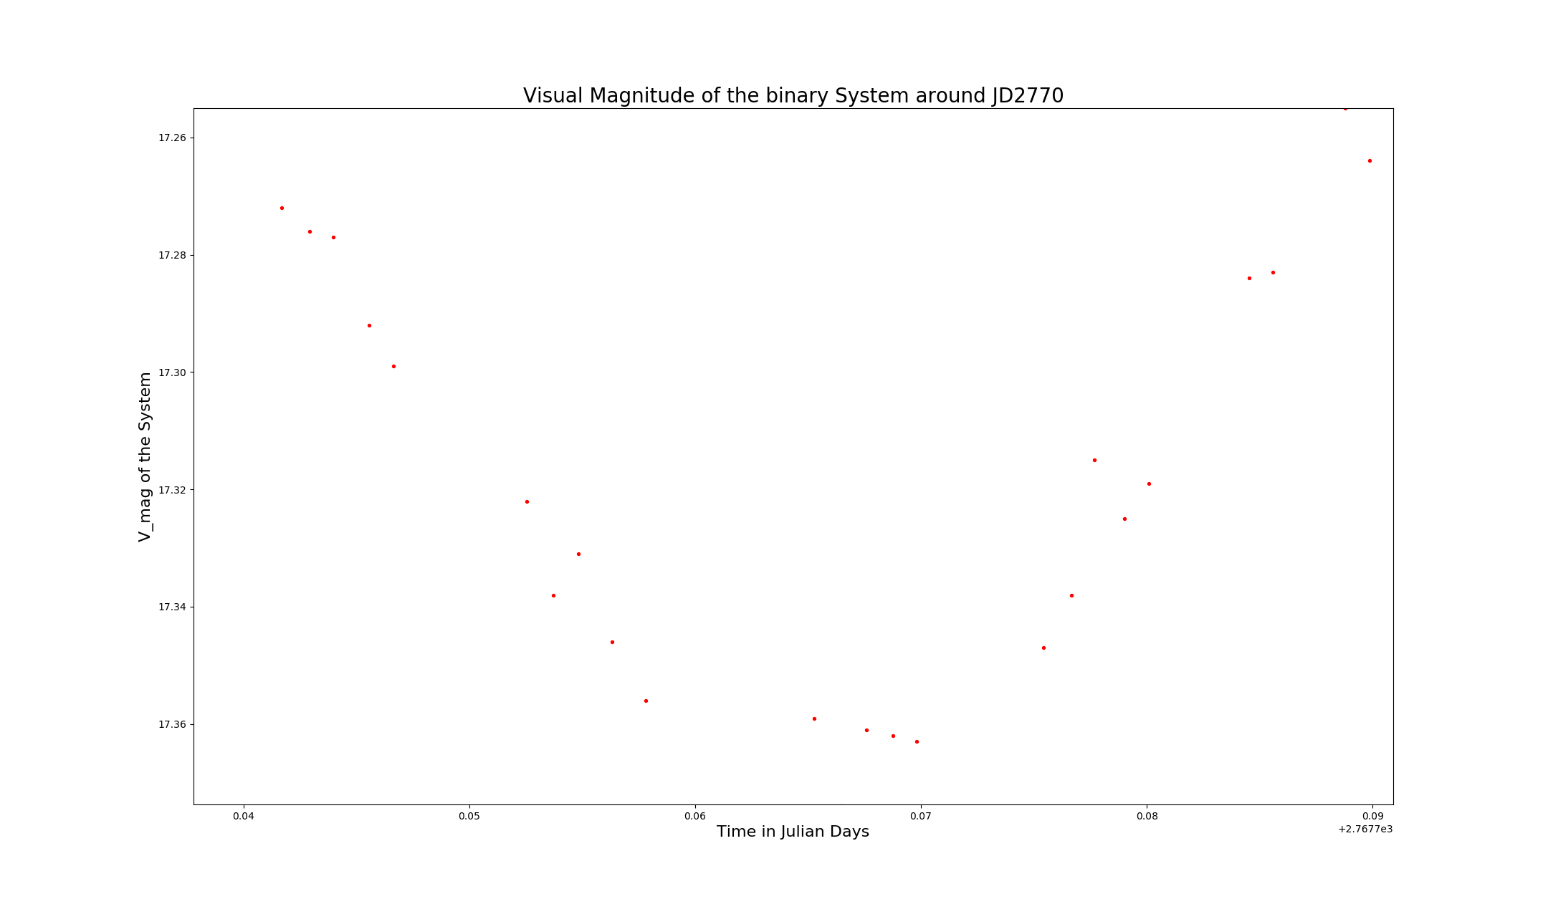 Visual Magnitude of the binary System around JD2770
17.26
17.28
17.30
17.32
17.34
17.36
V_mag of the System
0.04 0.05 0.06 0.07 0.08 0.09
+2.7677e3
Time in Julian Days